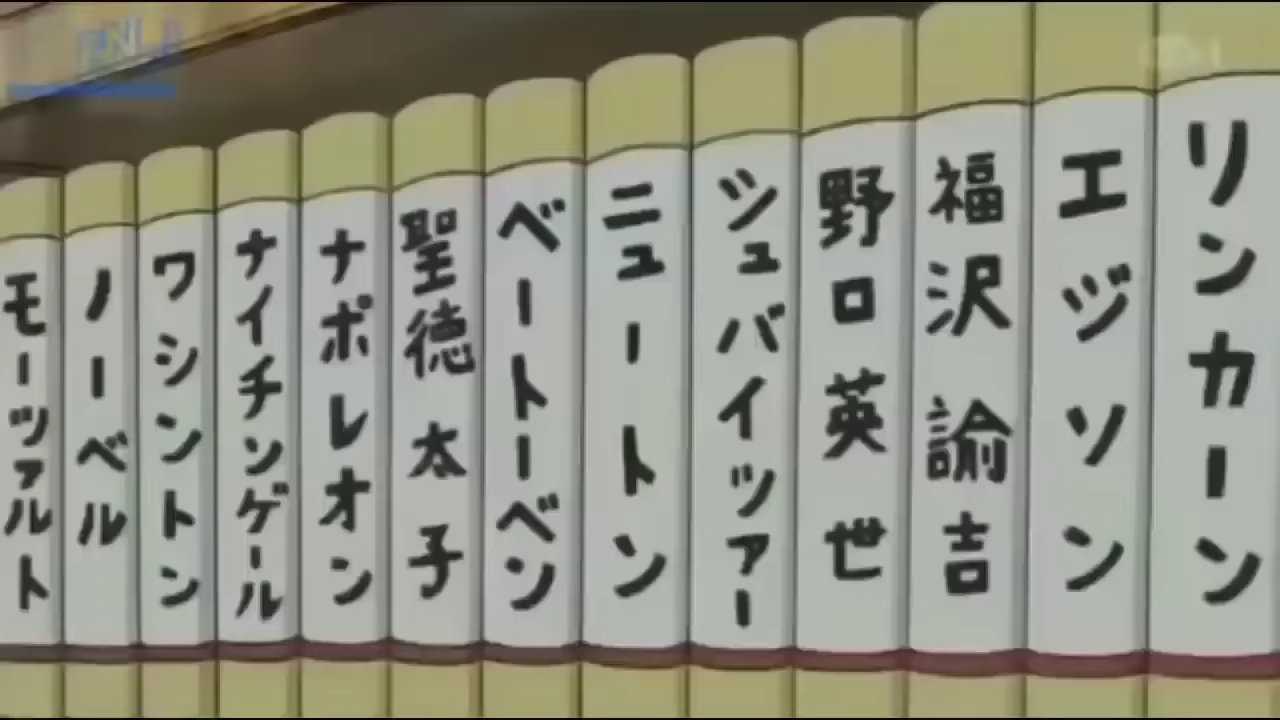 リンカーン
エヅソン
福沢諭吉
野口英世
シュバイツァー
ニュートン
ベートーベン
聖徳太子
ナポレオン
ナイチンゲール
ワシントン
ノーベル
モーツァルト